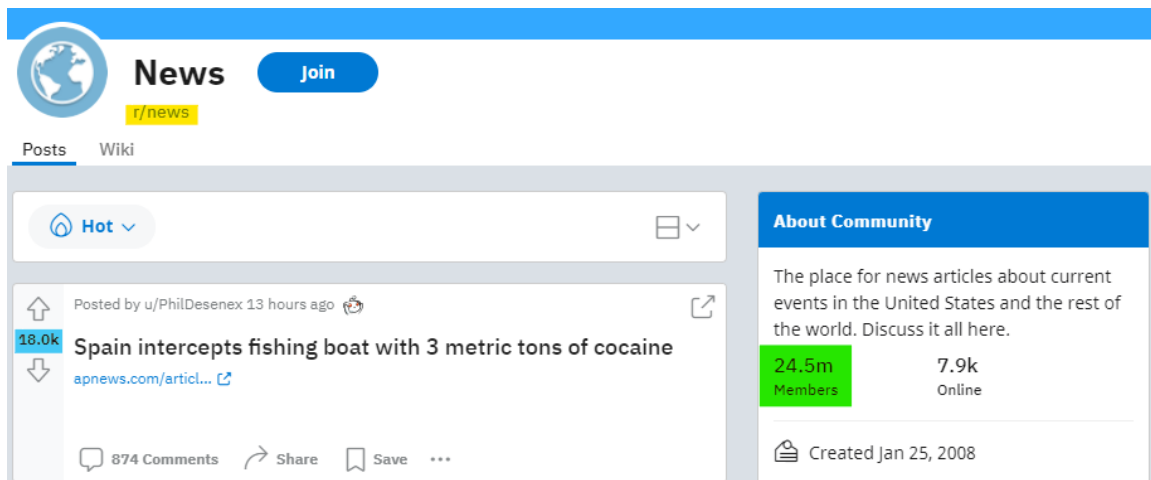 News
Join
r/news
Posts Wiki
Hot
Posted by u/PhilDesenex 13 hours ago
18.0k
Spain intercepts fishing boat with 3 metric tons of cocaine
apnews.com/articl...
874 Comments Share Save ...
About Community
The place for news articles about current
events in the United States and the rest of
the world. Discuss it all here.
24.5m 7.9k
Members Online
Created Jan 25, 2008